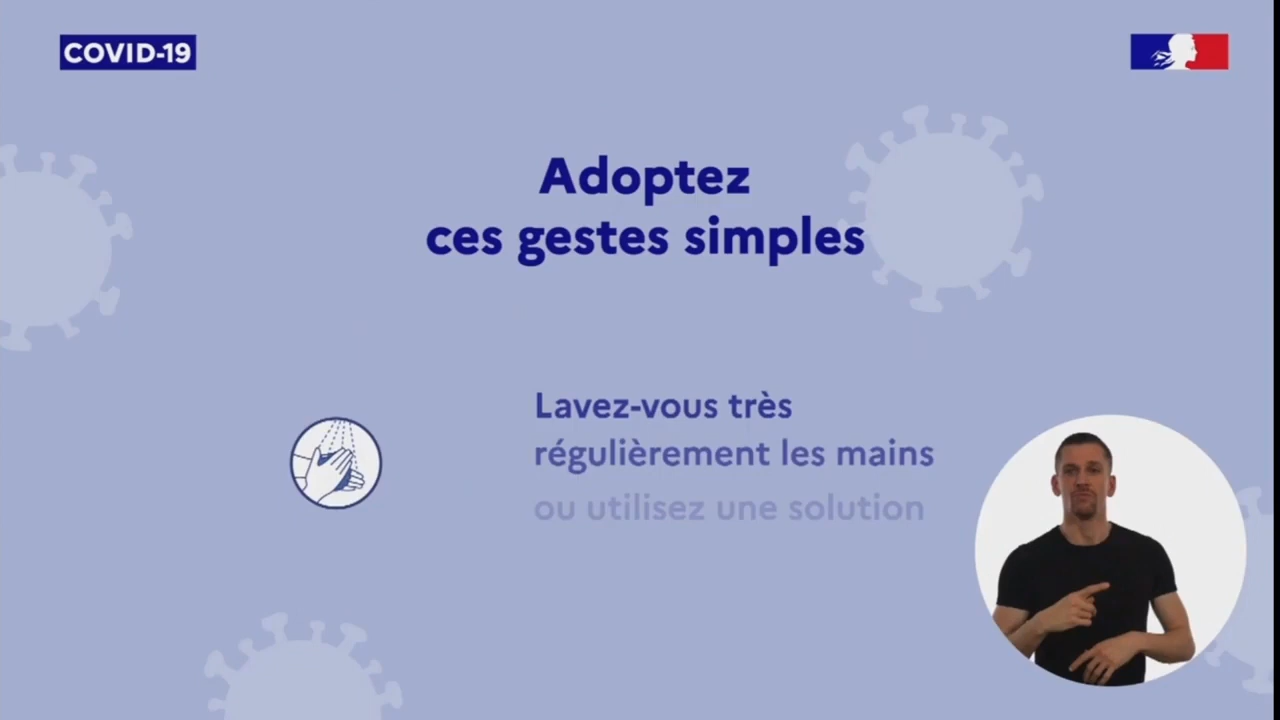 COVID-19
Adoptez
ces gestes simples
Lavez-vous très
régulièrement les mains
ou utilisez une solution